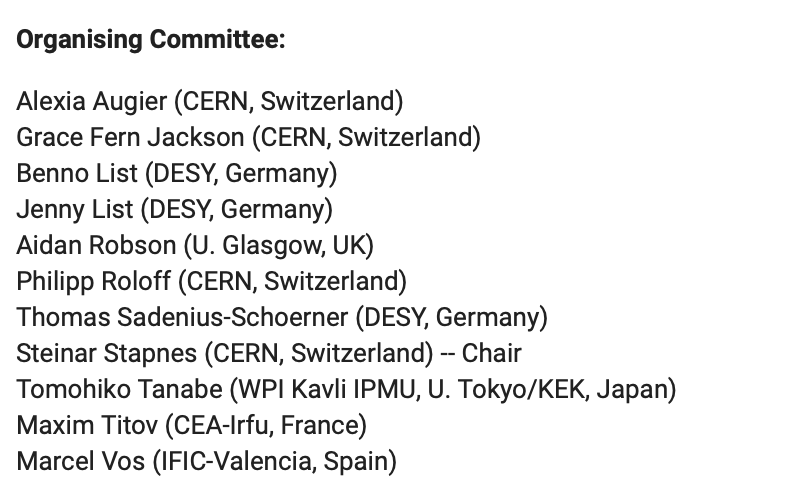 Organising Committee:
Alexia Augier (CERN, Switzerland)
Grace Fern Jackson (CERN, Switzerland)
Benno List (DESY, Germany)
Jenny List (DESY, Germany)
Aidan Robson (U. Glasgow, UK)
Philipp Roloff (CERN, Switzerland)
Thomas Sadenius-Schoerner (DESY, Germany)
Steinar Stapnes (CERN, Switzerland) -- Chair
Tomohiko Tanabe (WPI Kavli IPMU, U. Tokyo/KEK, Japan)
Maxim Titov (CEA-Irfu, France)
Marcel Vos (IFIC-Valencia, Spain)